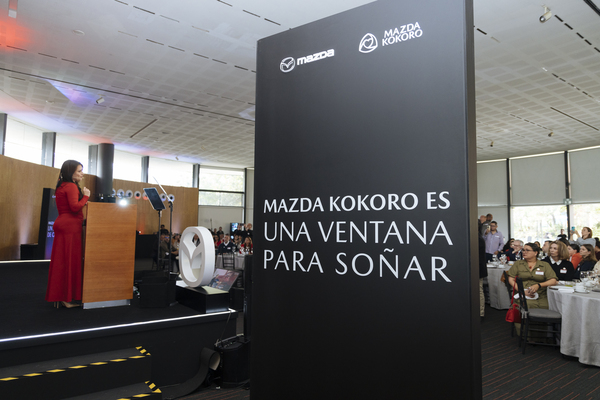 mazda
MAZDA
KOKORO
MAZDA KOKORO ES
UNA VENTANA
PARA SOÑAR